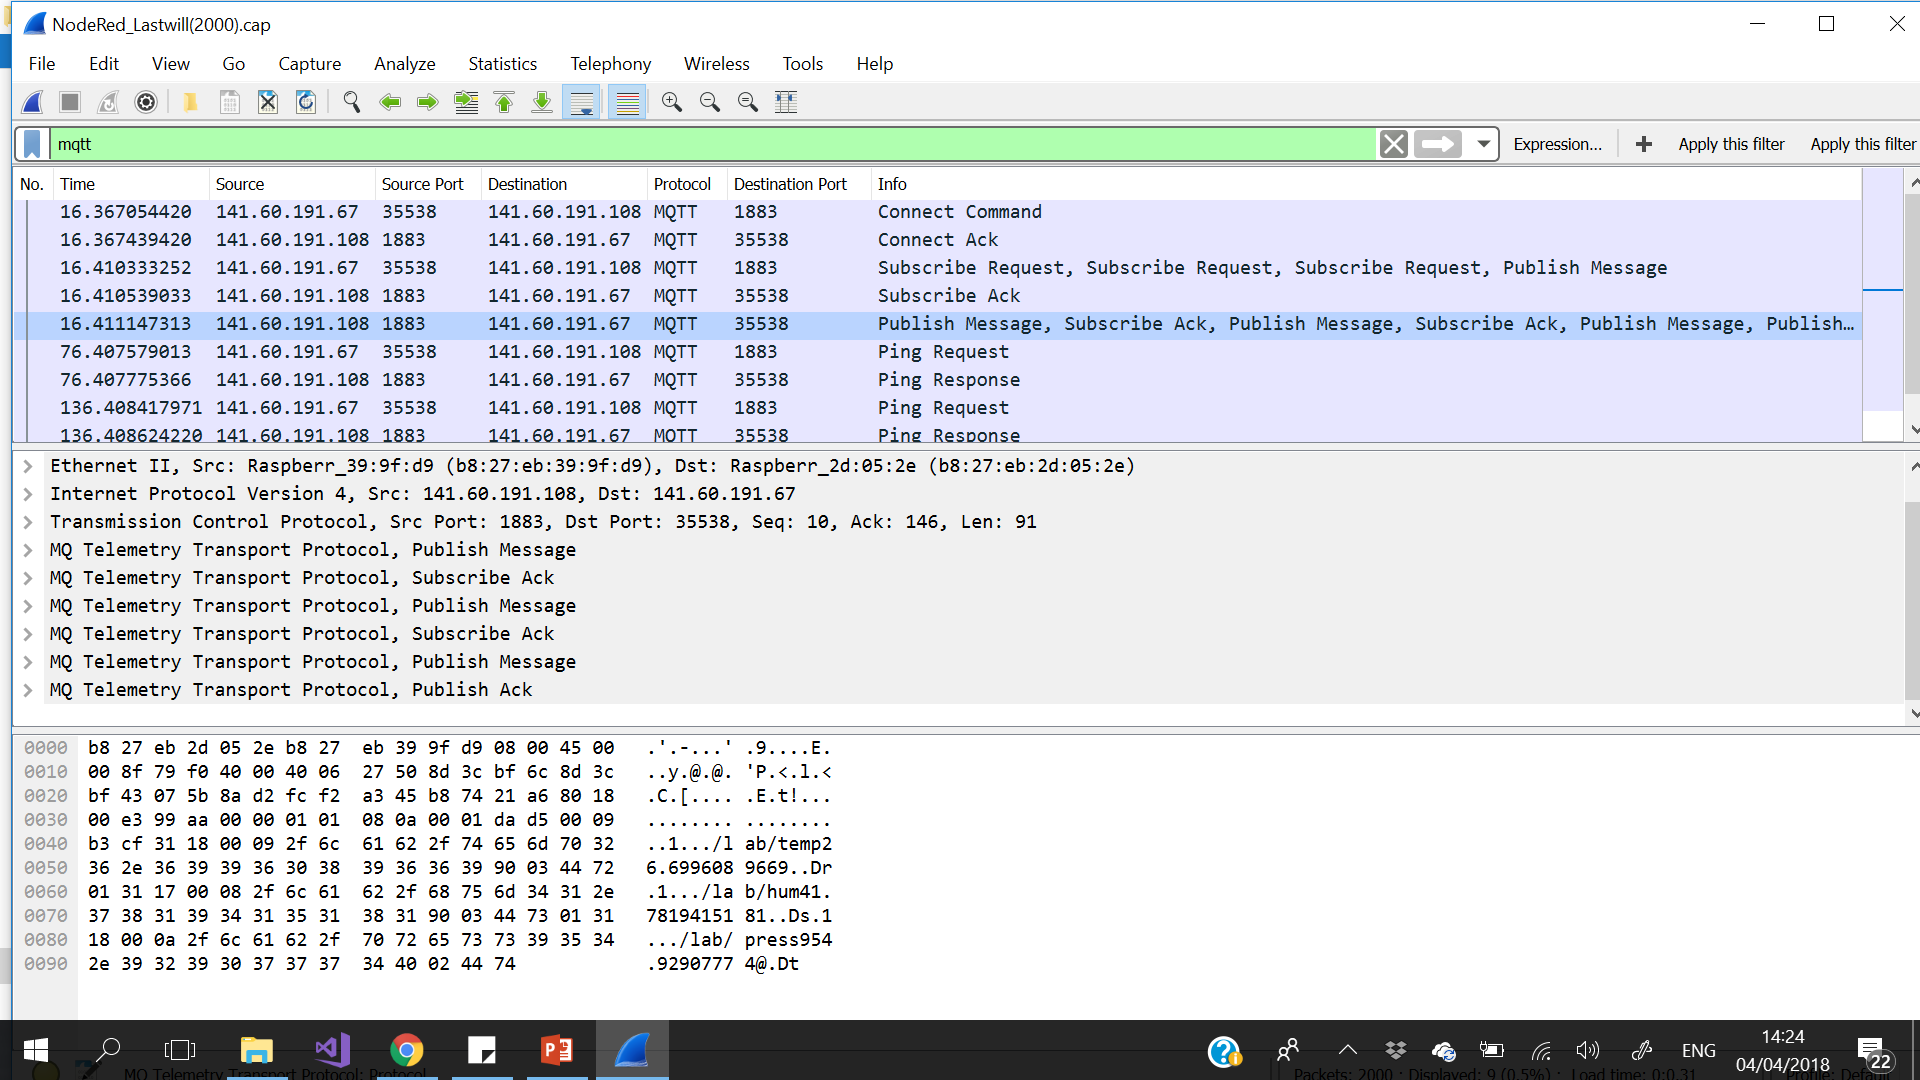 NodeRed_Lastwill(2000).cap
File Edit View Go Capture Analyze Statistics Telephony Wireless Tools Help
mqtt Expression... + Apply this filter Apply this filter
No. Time Source Source Port Destination Protocol Destination Port Info
16.367054420 141.60.191.67 35538 141.60.191.108 MQTT 1883 Connect Command
16.367439420 141.60.191.108 1883 141.60.191.67 MQTT 35538 Connect Ack
16.410333252 141.60.191.67 35538 141.60.191.108 MQTT 1883 Subscribe Request, Subscribe Request, Subscribe Request, Publish Message
16.410539033 141.60.191.108 1883 141.60.191.67 MQTT 35538 Subscribe Ack
16.411147313 141.60.191.108 1883 141.60.191.67 MQTT 35538 Publish Message, Subscribe Ack, Publish Message, Subscribe Ack, Publish Message, Publish…
76.407579013 141.60.191.67 35538 141.60.191.108 MQTT 1883 Ping Request
76.407775366 141.60.191.108 1883 141.60.191.67 MQTT 35538 Ping Response
136.408417971 141.60.191.67 35538 141.60.191.108 MQTT 1883 Ping Request
136.408624220 141.60.191.108 1883 141.60.191.67 MQTT 35538 Ping Response
Ethernet II, Src: Raspberr_39:9f:d9 (b8:27:eb:39:9f:d9), Dst: Raspberr_2d:05:2e (b8:27:eb:2d:05:2e)
Internet Protocol Version 4, Src: 141.60.191.108, Dst: 141.60.191.67
Transmission Control Protocol, Src Port: 1883, Dst Port: 35538, Seq: 10, Ack: 146, Len: 91
MQ Telemetry Transport Protocol, Publish Message
MQ Telemetry Transport Protocol, Subscribe Ack
MQ Telemetry Transport Protocol, Publish Message
MQ Telemetry Transport Protocol, Subscribe Ack
MQ Telemetry Transport Protocol, Publish Message
MQ Telemetry Transport Protocol, Publish Ack
0000 b8 27 eb 2d 05 2e b8 27 eb 39 9f d9 08 00 45 00 .'.-...' .9....E.
0010 00 8f 79 f0 40 00 40 06 27 50 8d 3c bf 6c 8d 3c ..y.@.@. 'P.<.l.<
0020 bf 43 07 5b 8a d2 fc f2 a3 45 b8 74 21 a6 80 18 .C.[.... .E.t!...
0030 00 e3 99 aa 00 00 01 01 08 0a 00 01 da d5 00 09 ........ ........
0040 b3 cf 31 18 00 09 2f 6c 61 62 2f 74 65 6d 70 32 ..1.../l ab/temp2
0050 36 2e 36 39 39 36 30 38 39 36 36 39 90 03 44 72 6.699608 9669..Dr
0060 01 31 17 00 08 2f 6c 61 62 2f 68 75 6d 34 31 2e .1.../la b/hum41.
0070 37 38 31 39 34 31 35 31 38 31 90 03 44 73 01 31 78194151 81..Ds.1
0080 18 00 0a 2f 6c 61 62 2f 70 72 65 73 73 39 35 34 .../lab/ press954
0090 2e 39 32 39 30 37 37 37 34 40 02 44 74 .9290777 4@.Dt
ENG 14:24
04/04/2018 22
MQ Telemetry Transport Protocol: Protocol Packets: 2000 · Displayed: 9 (0.5%) · Load time: 0:0.31 Profile: Default